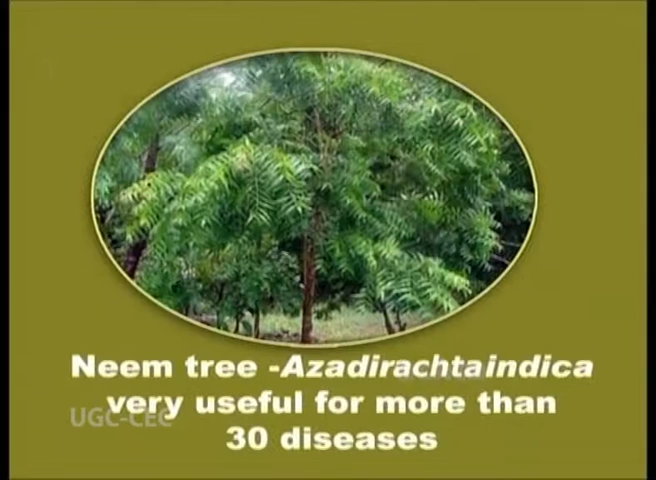 Neem tree -Azadirachtaindica
very useful for more than
UGC-CEC
30 diseases